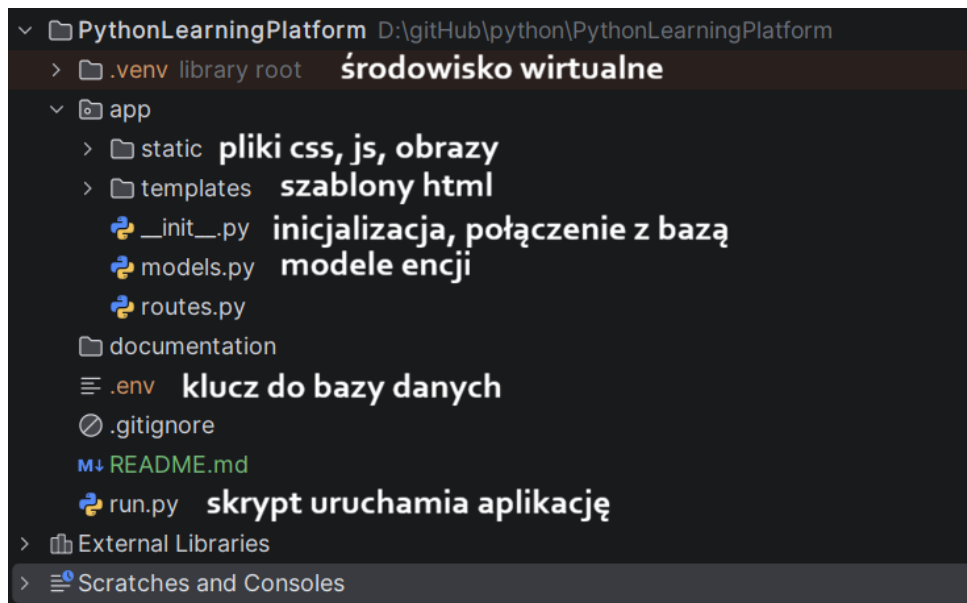 PythonLearningPlatform D:\gitHub\python\PythonLearningPlatform
.venv library root środowisko wirtualne
app
static pliki css, js, obrazy
templates szablony html
__init__.py inicjalizacja, połączenie z bazą
models.py modele encji
routes.py
documentation
.env klucz do bazy danych
.gitignore
M↓ README.md
run.py skrypt uruchamia aplikację
External Libraries
Scratches and Consoles